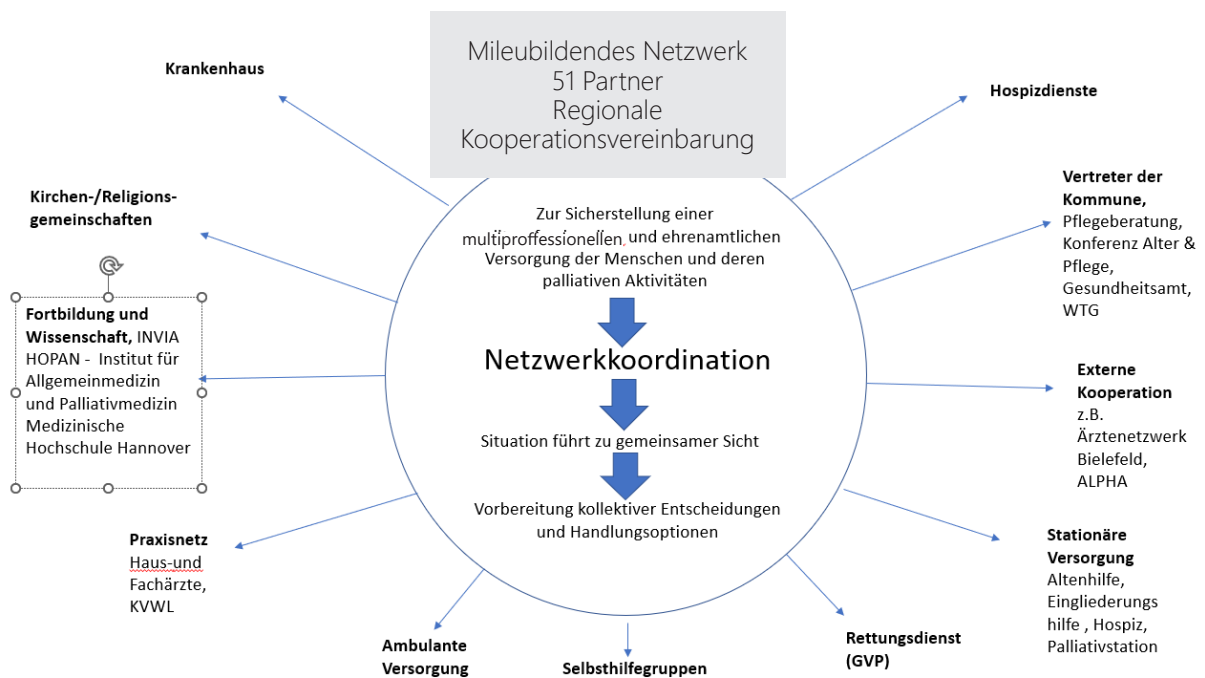 Mileubildendes Netzwerk
51 Partner
Regionale
Kooperationsvereinbarung
Krankenhaus
Hospizdienste
Kirchen-/Religions-
gemeinschaften
Vertreter der
Kommune,
Pflegeberatung,
Konferenz Alter &
Pflege,
Gesundheitsamt,
WTG
Zur Sicherstellung einer
multiproffessionellen, und ehrenamtlichen
Versorgung der Menschen und deren
palliativen Aktivitäten
Netzwerkkoordination
Situation führt zu gemeinsamer Sicht
Vorbereitung kollektiver Entscheidungen
und Handlungsoptionen
Fortbildung und
Wissenschaft, INVIA
HOPAN - Institut für
Allgemeinmedizin
und Palliativmedizin
Medizinische
Hochschule Hannover
Externe
Kooperation
z.B.
Ärztenetzwerk
Bielefeld,
ALPHA
Praxisnetz
Haus-und
Fachärzte,
KVWL
Stationäre
Versorgung
Altenhilfe,
Eingliederungs
hilfe , Hospiz,
Palliativstation
Ambulante
Versorgung
Selbsthilfegruppen
Rettungsdienst
(GVP)